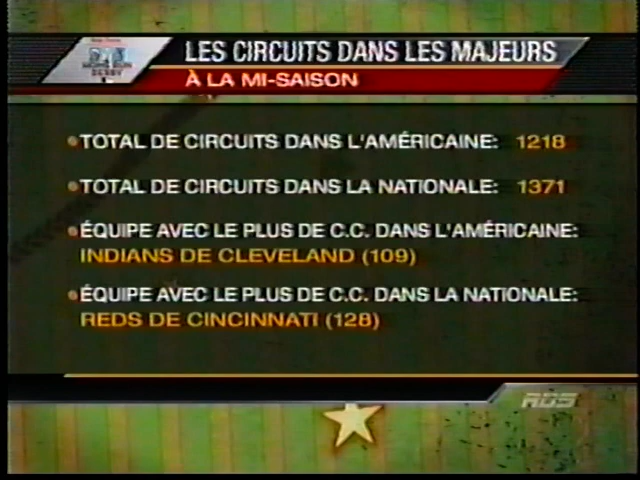 LES CIRCUITS DANS LES MAJEURS
À LA MI-SAISON
DERBY
TOTAL DE CIRCUITS DANS L'AMÉRICAINE: 1218
TOTAL DE CIRCUITS DANS LA NATIONALE: 1371
ÉQUIPE AVEC LE PLUS DE C.C. DANS L'AMÉRICAINE:
INDIANS DE CLEVELAND (109)
ÉQUIPE AVEC LE PLUS DE C.C. DANS LA NATIONALE:
REDS DE CINCINNATI (128)
RDS